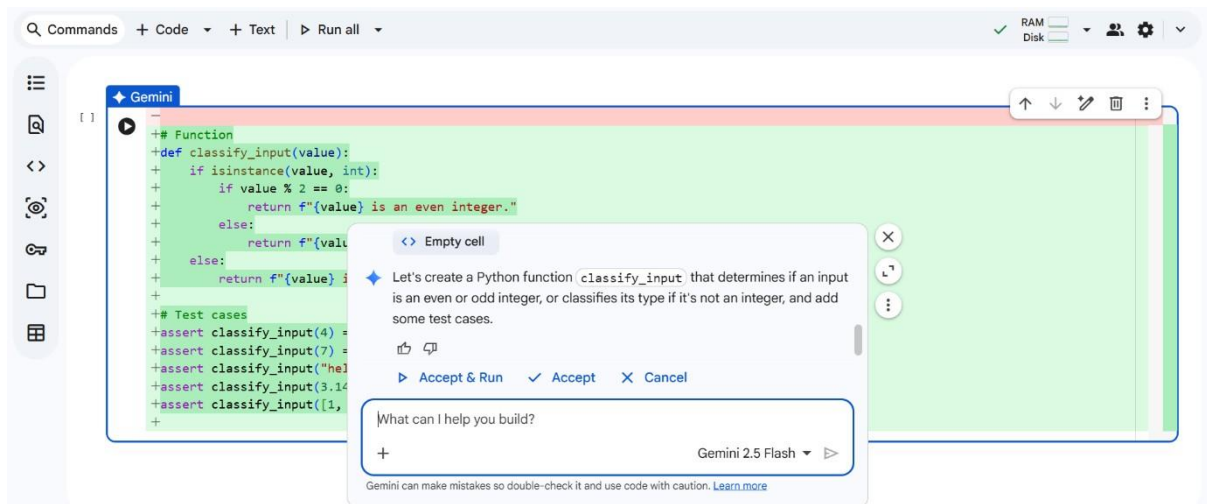 Commands + Code + Text Run all
RAM
Disk
Gemini
[ ]
-
+# Function
+def classify_input(value):
+    if isinstance(value, int):
+        if value % 2 == 0:
+            return f"{value} is an even integer."
+        else:
+            return f"{valu
+    else:
+        return f"{value} i
+
+# Test cases
+assert classify_input(4) =
+assert classify_input(7) =
+assert classify_input("hel
+assert classify_input(3.14
+assert classify_input([1,
+
<> Empty cell
Let's create a Python function classify_input that determines if an input
is an even or odd integer, or classifies its type if it's not an integer, and add
some test cases.
Accept & Run Accept Cancel
What can I help you build?
+ Gemini 2.5 Flash
Gemini can make mistakes so double-check it and use code with caution. Learn more